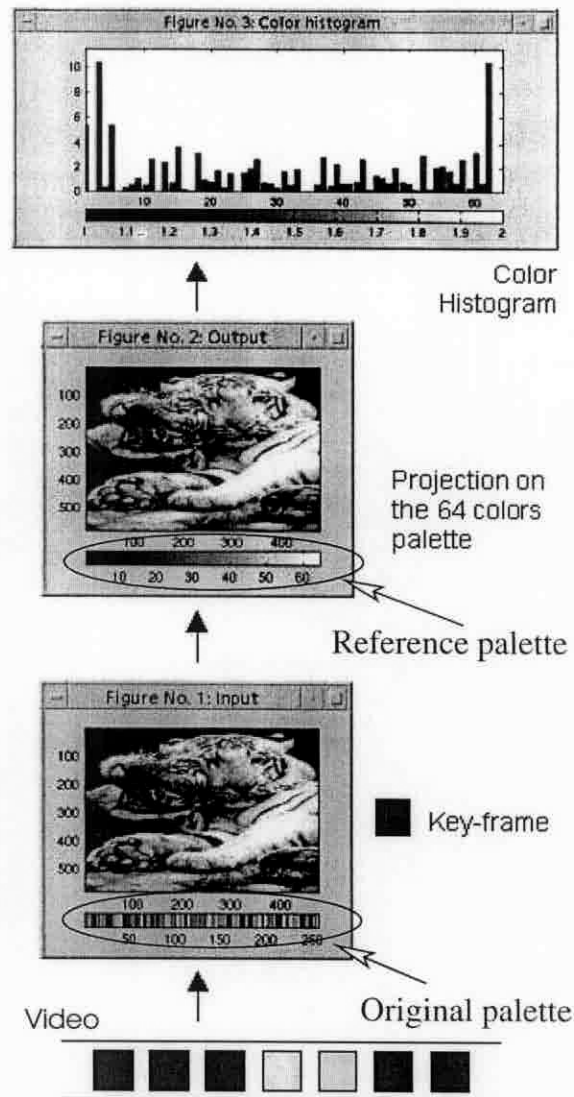 Figure No. 3: Color histogram
10
8
6
4
2
0
10 20 30 40 50 60
1 1.1 1.2 1.3 1.4 1.5 1.6 1.7 1.8 1.9 2
Color
Histogram
Figure No. 2: Output
100
200
300
400
500
100 200 300 400
10 20 30 40 50 60
Projection on
the 64 colors
palette
Reference palette
Figure No. 1: Input
100
200
300
400
500
100 200 300 400
50 100 150 200 250
Key-frame
Original palette
Video